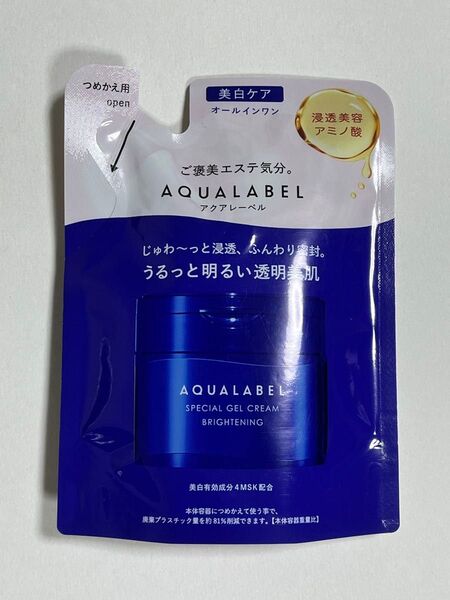 つめかえ用
open
美白ケア
オールインワン
浸透美容
アミノ酸
ご褒美エステ気分。
AQUALABEL
アクアレーベル
じゅわ〜っと浸透、ふんわり密封。
うるっと明るい透明美肌
AQUALABEL
SPECIAL GEL CREAM
BRIGHTENING
美白有効成分4MSK配合
本体容器につめかえて使う事で、
廃棄プラスチック量を約81%削減できます。【本体容器重量比】